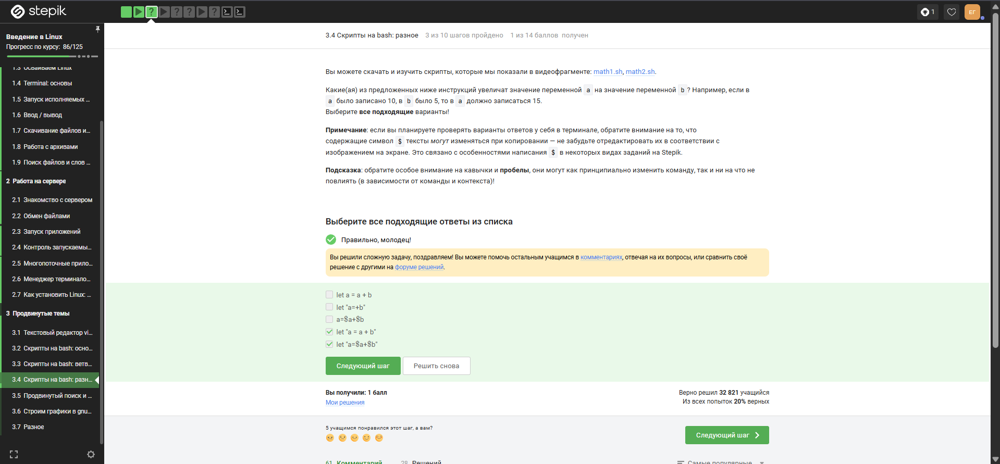 stepik
1
ЕГ
Введение в Linux
Прогресс по курсу: 86/125
1.3 Осваиваем Linux
1.4 Terminal: основы
1.5 Запуск исполняемых ...
1.6 Ввод / вывод
1.7 Скачивание файлов и...
1.8 Работа с архивами
1.9 Поиск файлов и слов ...
2 Работа на сервере
2.1 Знакомство с сервером
2.2 Обмен файлами
2.3 Запуск приложений
2.4 Контроль запускаемы...
2.5 Многопоточные прило...
2.6 Менеджер терминало...
2.7 Как установить Linux: ...
3 Продвинутые темы
3.1 Текстовый редактор vi...
3.2 Скрипты на bash: осно...
3.3 Скрипты на bash: ветв...
3.4 Скрипты на bash: разн...
3.5 Продвинутый поиск и ...
3.6 Строим графики в gnu...
3.7 Разное
3.4 Скрипты на bash: разное 3 из 10 шагов пройдено 1 из 14 баллов получен
Вы можете скачать и изучить скрипты, которые мы показали в видеофрагменте: math1.sh, math2.sh.
Какие(ая) из предложенных ниже инструкций увеличат значение переменной a на значение переменной b? Например, если в
a было записано 10, в b было 5, то в a должно записаться 15.
Выберите все подходящие варианты!
Примечание: если вы планируете проверять варианты ответов у себя в терминале, обратите внимание на то, что
содержащие символ $ тексты могут изменяться при копировании — не забудьте отредактировать их в соответствии с
изображением на экране. Это связано с особенностями написания $ в некоторых видах заданий на Stepik.
Подсказка: обратите особое внимание на кавычки и пробелы, они могут как принципиально изменить команду, так и ни на что не
повлиять (в зависимости от команды и контекста)!
Выберите все подходящие ответы из списка
Правильно, молодец!
Вы решили сложную задачу, поздравляем! Вы можете помочь остальным учащимся в комментариях, отвечая на их вопросы, или сравнить своё
решение с другими на форуме решений.
let a = a + b
let "a=+b"
a=$a+$b
let "a = a + b"
let "a=$a+$b"
Следующий шаг
Решить снова
Вы получили: 1 балл
Мои решения
Верно решил 32 821 учащийся
Из всех попыток 20% верных
5 учащимся понравился этот шаг, а вам?
Следующий шаг
61 Комментарий 28 Решений
Самые популярные